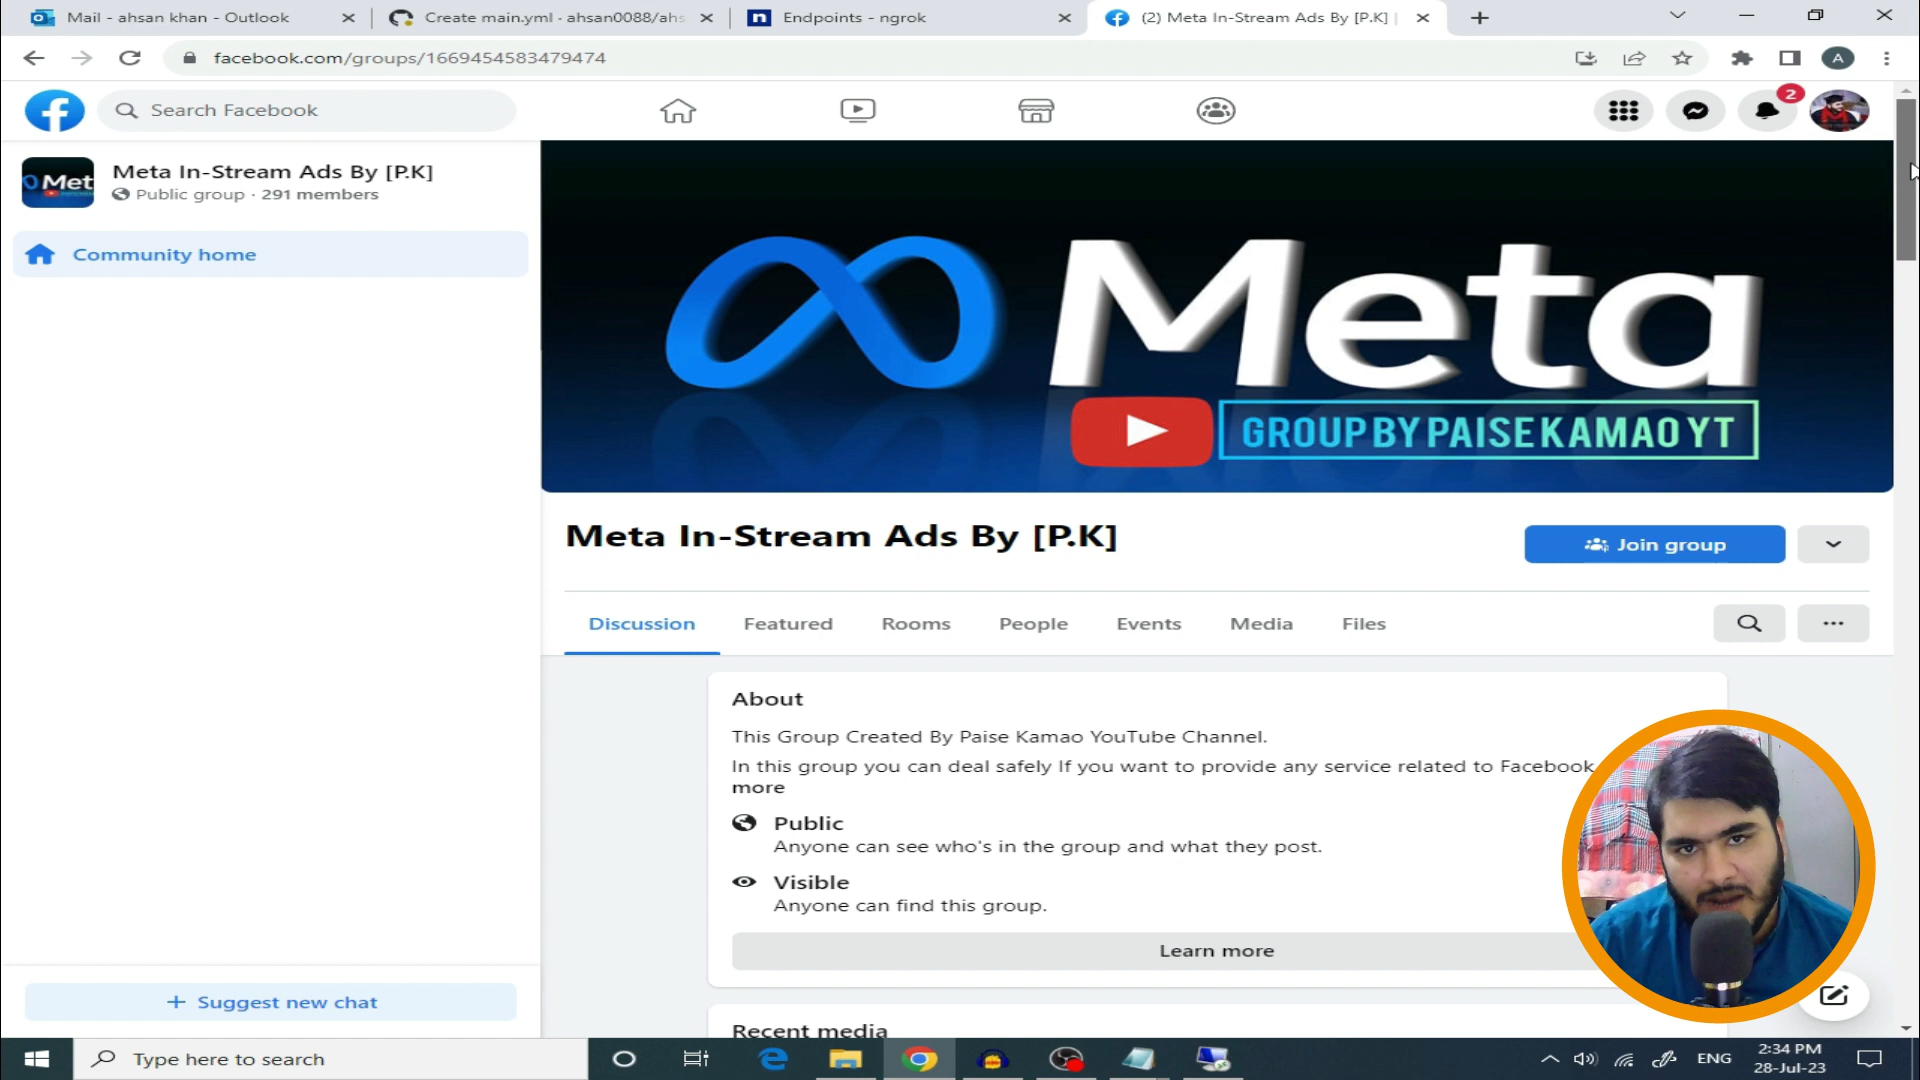 Mail - ahsan khan - Outlook
Create main.yml · ahsan0088/ahs
Endpoints - ngrok
(2) Meta In-Stream Ads By [P.K] |
facebook.com/groups/1669454583479474
A
Search Facebook
2
Met
Meta In-Stream Ads By [P.K]
Public group · 291 members
Community home
Meta
GROUP BY PAISE KAMAO YT
Meta In-Stream Ads By [P.K]
Join group
Discussion
Featured
Rooms
People
Events
Media
Files
About
This Group Created By Paise Kamao YouTube Channel.
In this group you can deal safely If you want to provide any service related to Facebook
more
Public
Anyone can see who's in the group and what they post.
Visible
Anyone can find this group.
Learn more
Recent media
+ Suggest new chat
Type here to search
ENG
2:34 PM
28-Jul-23